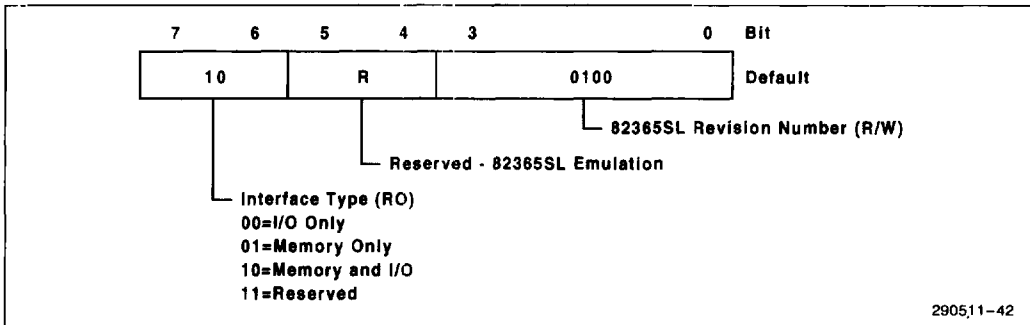 7 6 5 4 3 0 Bit
10 R 0100 Default
82365SL Revision Number (R/W)
Reserved - 82365SL Emulation
Interface Type (RO)
00=I/O Only
01=Memory Only
10=Memory and I/O
11=Reserved
290511-42